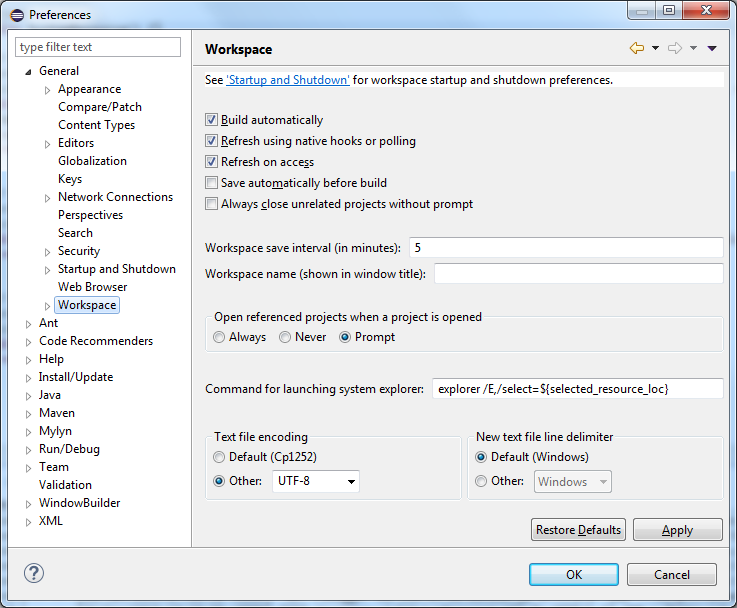 Preferences
type filter text
General
Appearance
Compare/Patch
Content Types
Editors
Globalization
Keys
Network Connections
Perspectives
Search
Security
Startup and Shutdown
Web Browser
Workspace
Ant
Code Recommenders
Help
Install/Update
Java
Maven
Mylyn
Run/Debug
Team
Validation
WindowBuilder
XML
Workspace
See 'Startup and Shutdown' for workspace startup and shutdown preferences.
Build automatically
Refresh using native hooks or polling
Refresh on access
Save automatically before build
Always close unrelated projects without prompt
Workspace save interval (in minutes): 5
Workspace name (shown in window title):
Open referenced projects when a project is opened
Always Never Prompt
Command for launching system explorer: explorer /E,/select=${selected_resource_loc}
Text file encoding
Default (Cp1252)
Other: UTF-8
New text file line delimiter
Default (Windows)
Other: Windows
Restore Defaults Apply
? OK Cancel